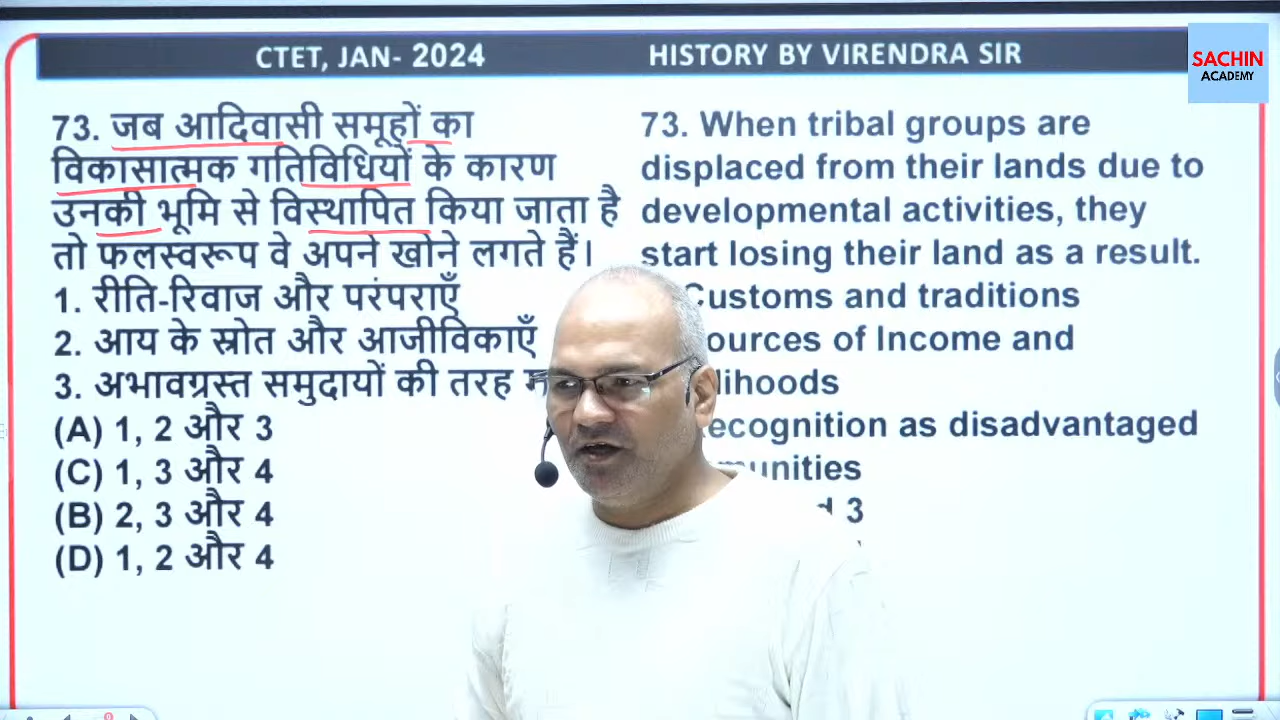 CTET, JAN- 2024
HISTORY BY VIRENDRA SIR
SACHIN
ACADEMY
73. जब आदिवासी समूहों का
विकासात्मक गतिविधियों के कारण
उनकी भूमि से विस्थापित किया जाता है
तो फलस्वरूप वे अपने खोने लगते हैं।
1. रीति-रिवाज और परंपराएँ
2. आय के स्रोत और आजीविकाएँ
3. अभावग्रस्त समुदायों की तरह
(A) 1, 2 और 3
(C) 1, 3 और 4
(B) 2, 3 और 4
(D) 1, 2 और 4
73. When tribal groups are
displaced from their lands due to
developmental activities, they
start losing their land as a result.
Customs and traditions
of Income and
as disadvantaged
3